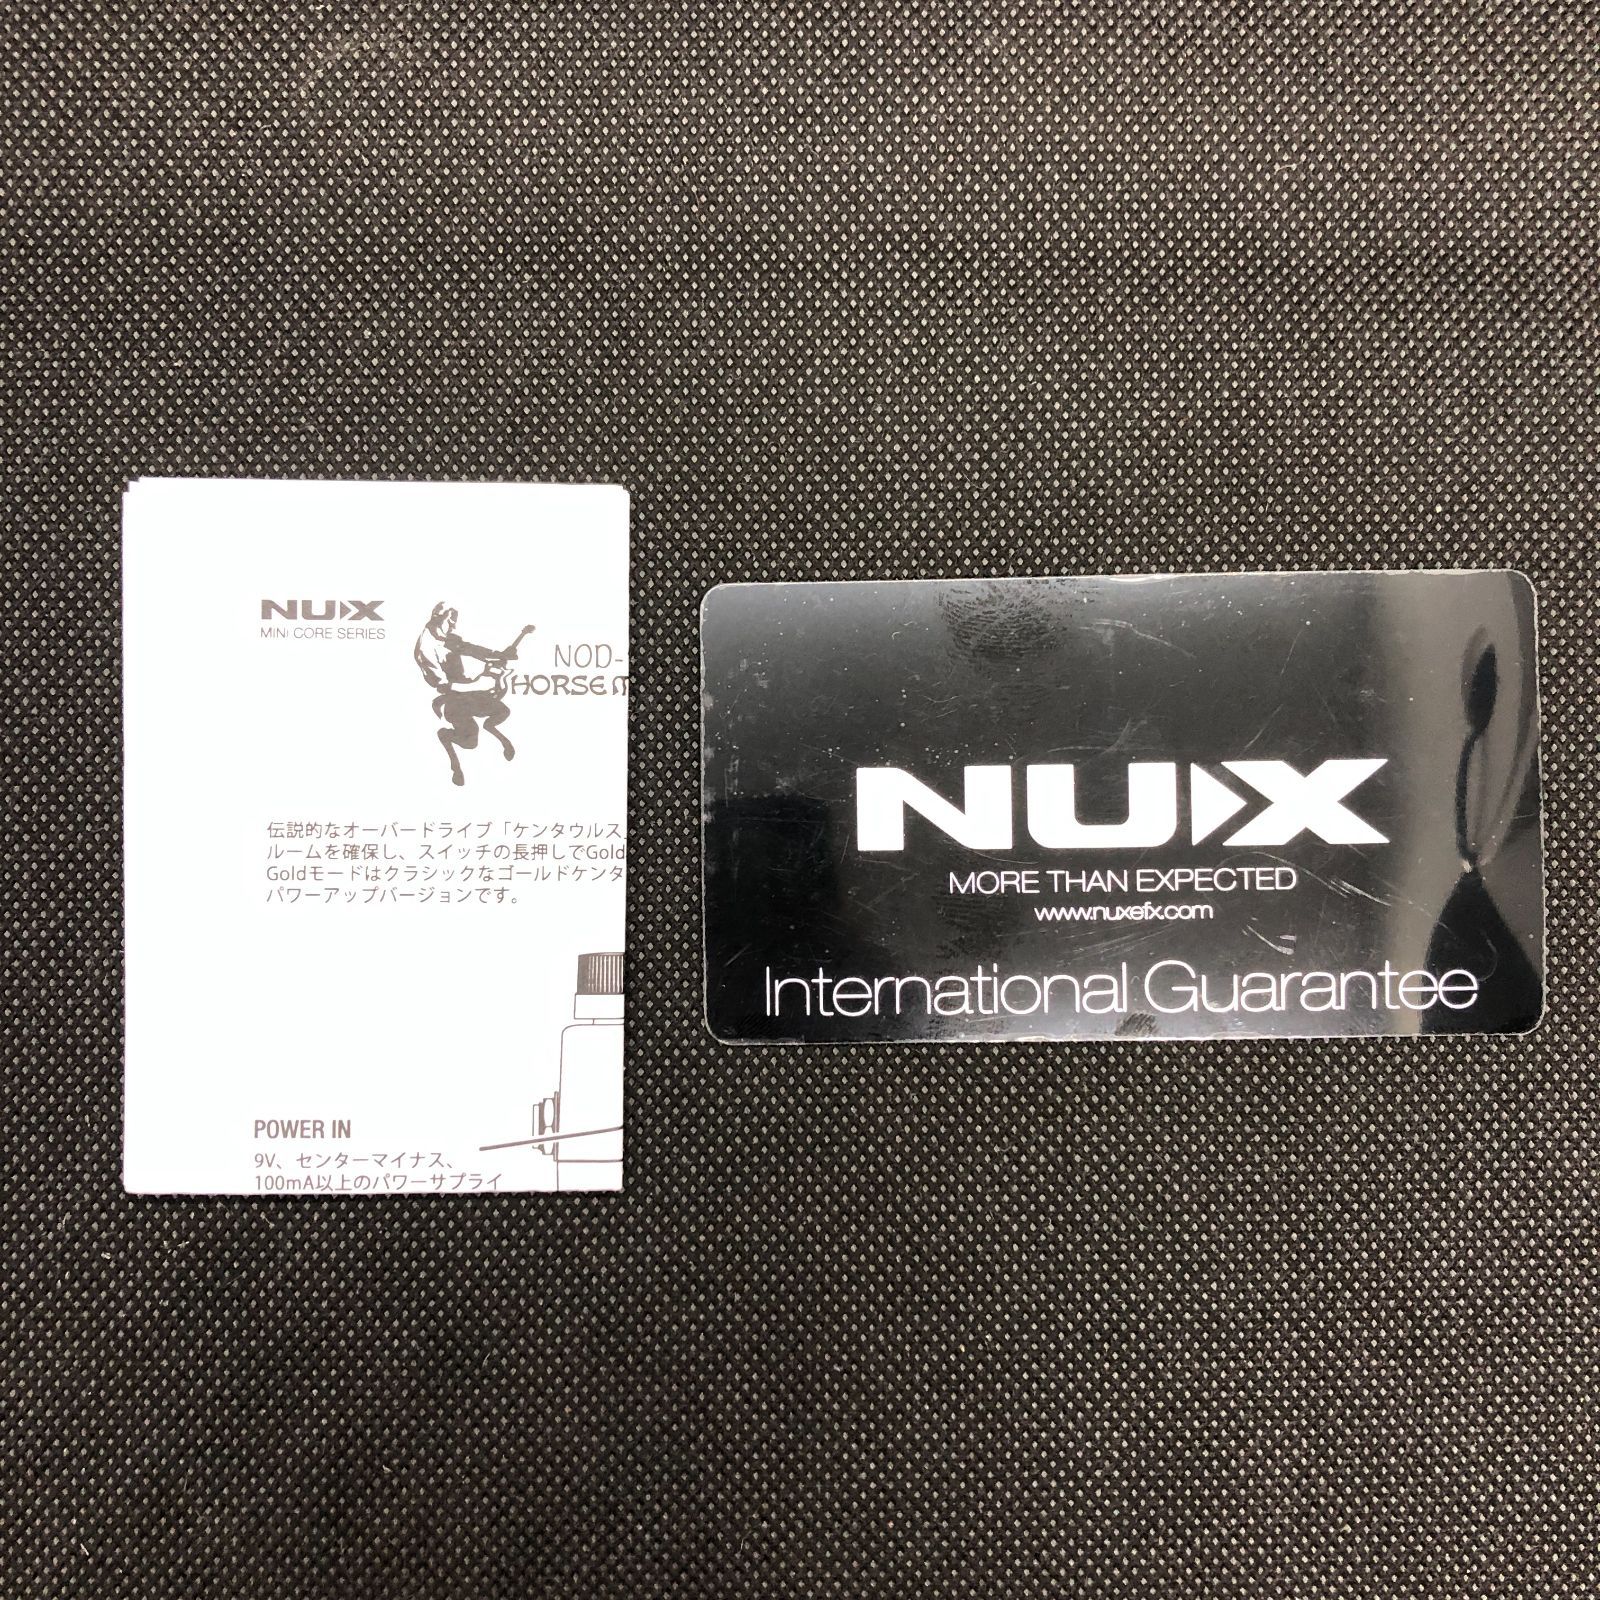 NUX
MINI CORE SERIES
NOD-
HORSEM
伝説的なオーバードライブ「ケンタウルス」
ルームを確保し、スイッチの長押しでGold
Goldモードはクラシックなゴールドケンタ
パワーアップバージョンです。
POWER IN
9V、センターマイナス、
100mA以上のパワーサプライ
NUX
MORE THAN EXPECTED
www.nuxefx.com
International Guarantee